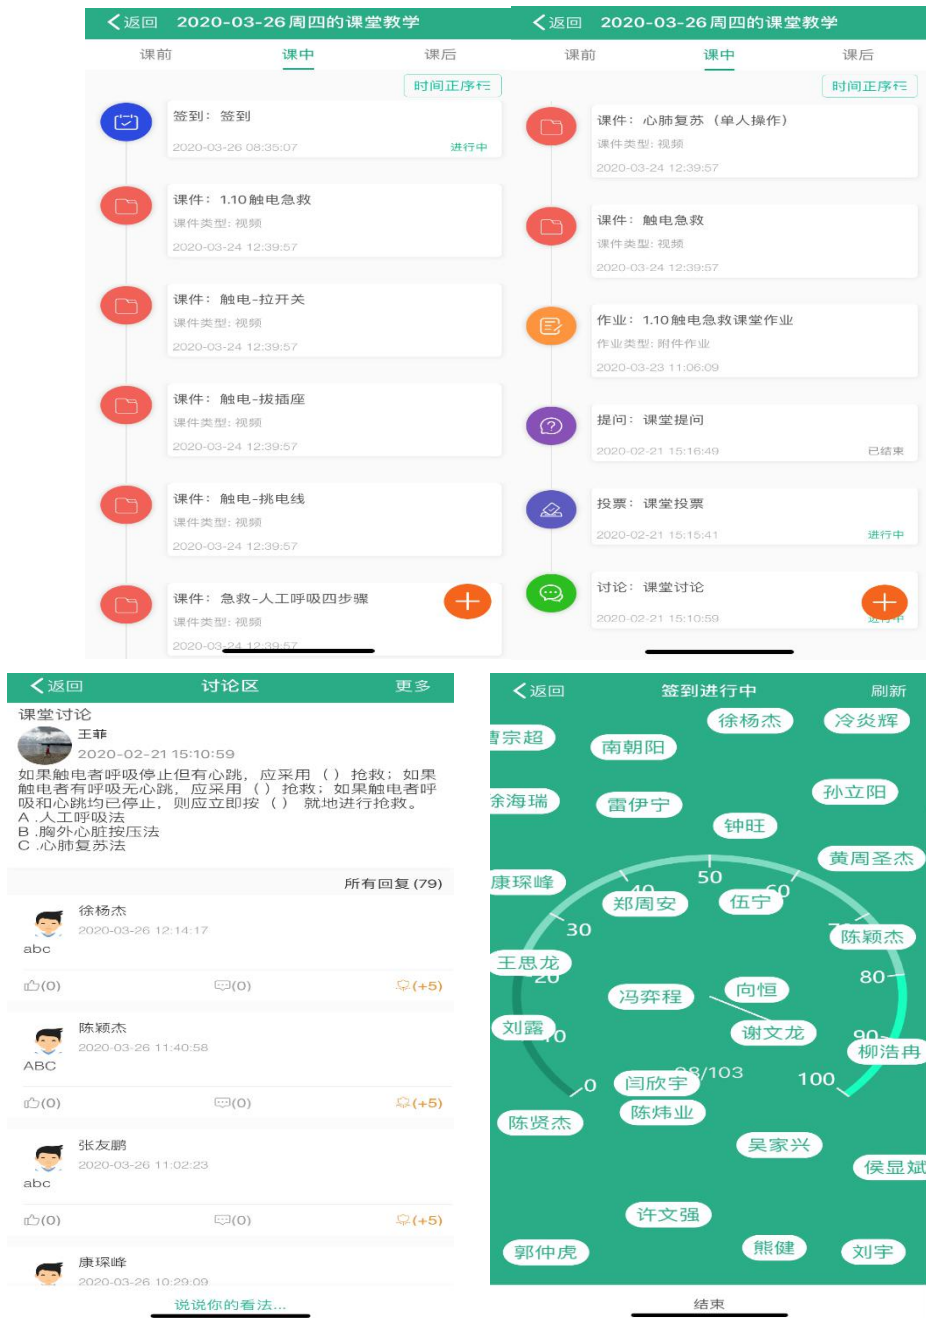 返回 2020-03-26周四的课堂教学
课前 课中 课后
时间正序
签到：签到
2020-03-26 08:35:07 进行中
课件：1.10触电急救
课件类型: 视频
2020-03-24 12:39:57
课件：触电-拉开关
课件类型: 视频
2020-03-24 12:39:57
课件：触电-拔插座
课件类型: 视频
2020-03-24 12:39:57
课件：触电-挑电线
课件类型: 视频
2020-03-24 12:39:57
课件：急救-人工呼吸四步骤
课件类型: 视频
2020-03-24 12:39:57
返回 2020-03-26周四的课堂教学
课前 课中 课后
时间正序
课件：心肺复苏（单人操作）
课件类型: 视频
2020-03-24 12:39:57
课件：触电急救
课件类型: 视频
2020-03-24 12:39:57
作业：1.10触电急救课堂作业
作业类型: 附件作业
2020-03-23 11:06:09
提问：课堂提问
2020-02-21 15:16:49 已结束
投票：课堂投票
2020-02-21 15:15:41 进行中
讨论：课堂讨论
2020-02-21 15:10:59 进行中
返回 讨论区 更多
课堂讨论
王菲
2020-02-21 15:10:59
如果触电者呼吸停止但有心跳，应采用（）抢救；如果
触电者有呼吸无心跳，应采用（）抢救；如果触电者呼
吸和心跳均已停止，则应立即按（） 就地进行抢救。
A .人工呼吸法
B .胸外心脏按压法
C .心肺复苏法
所有回复 (79)
徐杨杰
2020-03-26 12:14:17
abc
(0) (0) (+5)
陈颖杰
2020-03-26 11:40:58
ABC
(0) (0) (+5)
张友鹏
2020-03-26 11:02:23
abc
(0) (0) (+5)
康琛峰
2020-03-26 10:29:09
说说你的看法...
返回 签到进行中 刷新
徐杨杰 冷炎辉
曹宗超 南朝阳
余海瑞 雷伊宁 孙立阳
钟旺
黄周圣杰
康琛峰 40 50 60
郑周安 伍宁
30 陈颖杰
王思龙
20 80
冯弈程 向恒
刘露 10 谢文龙 90
柳浩冉
0 闫欣宇 /103 100
陈贤杰 陈炜业
吴家兴
侯显斌
许文强
郭仲虎 熊健 刘宇
结束